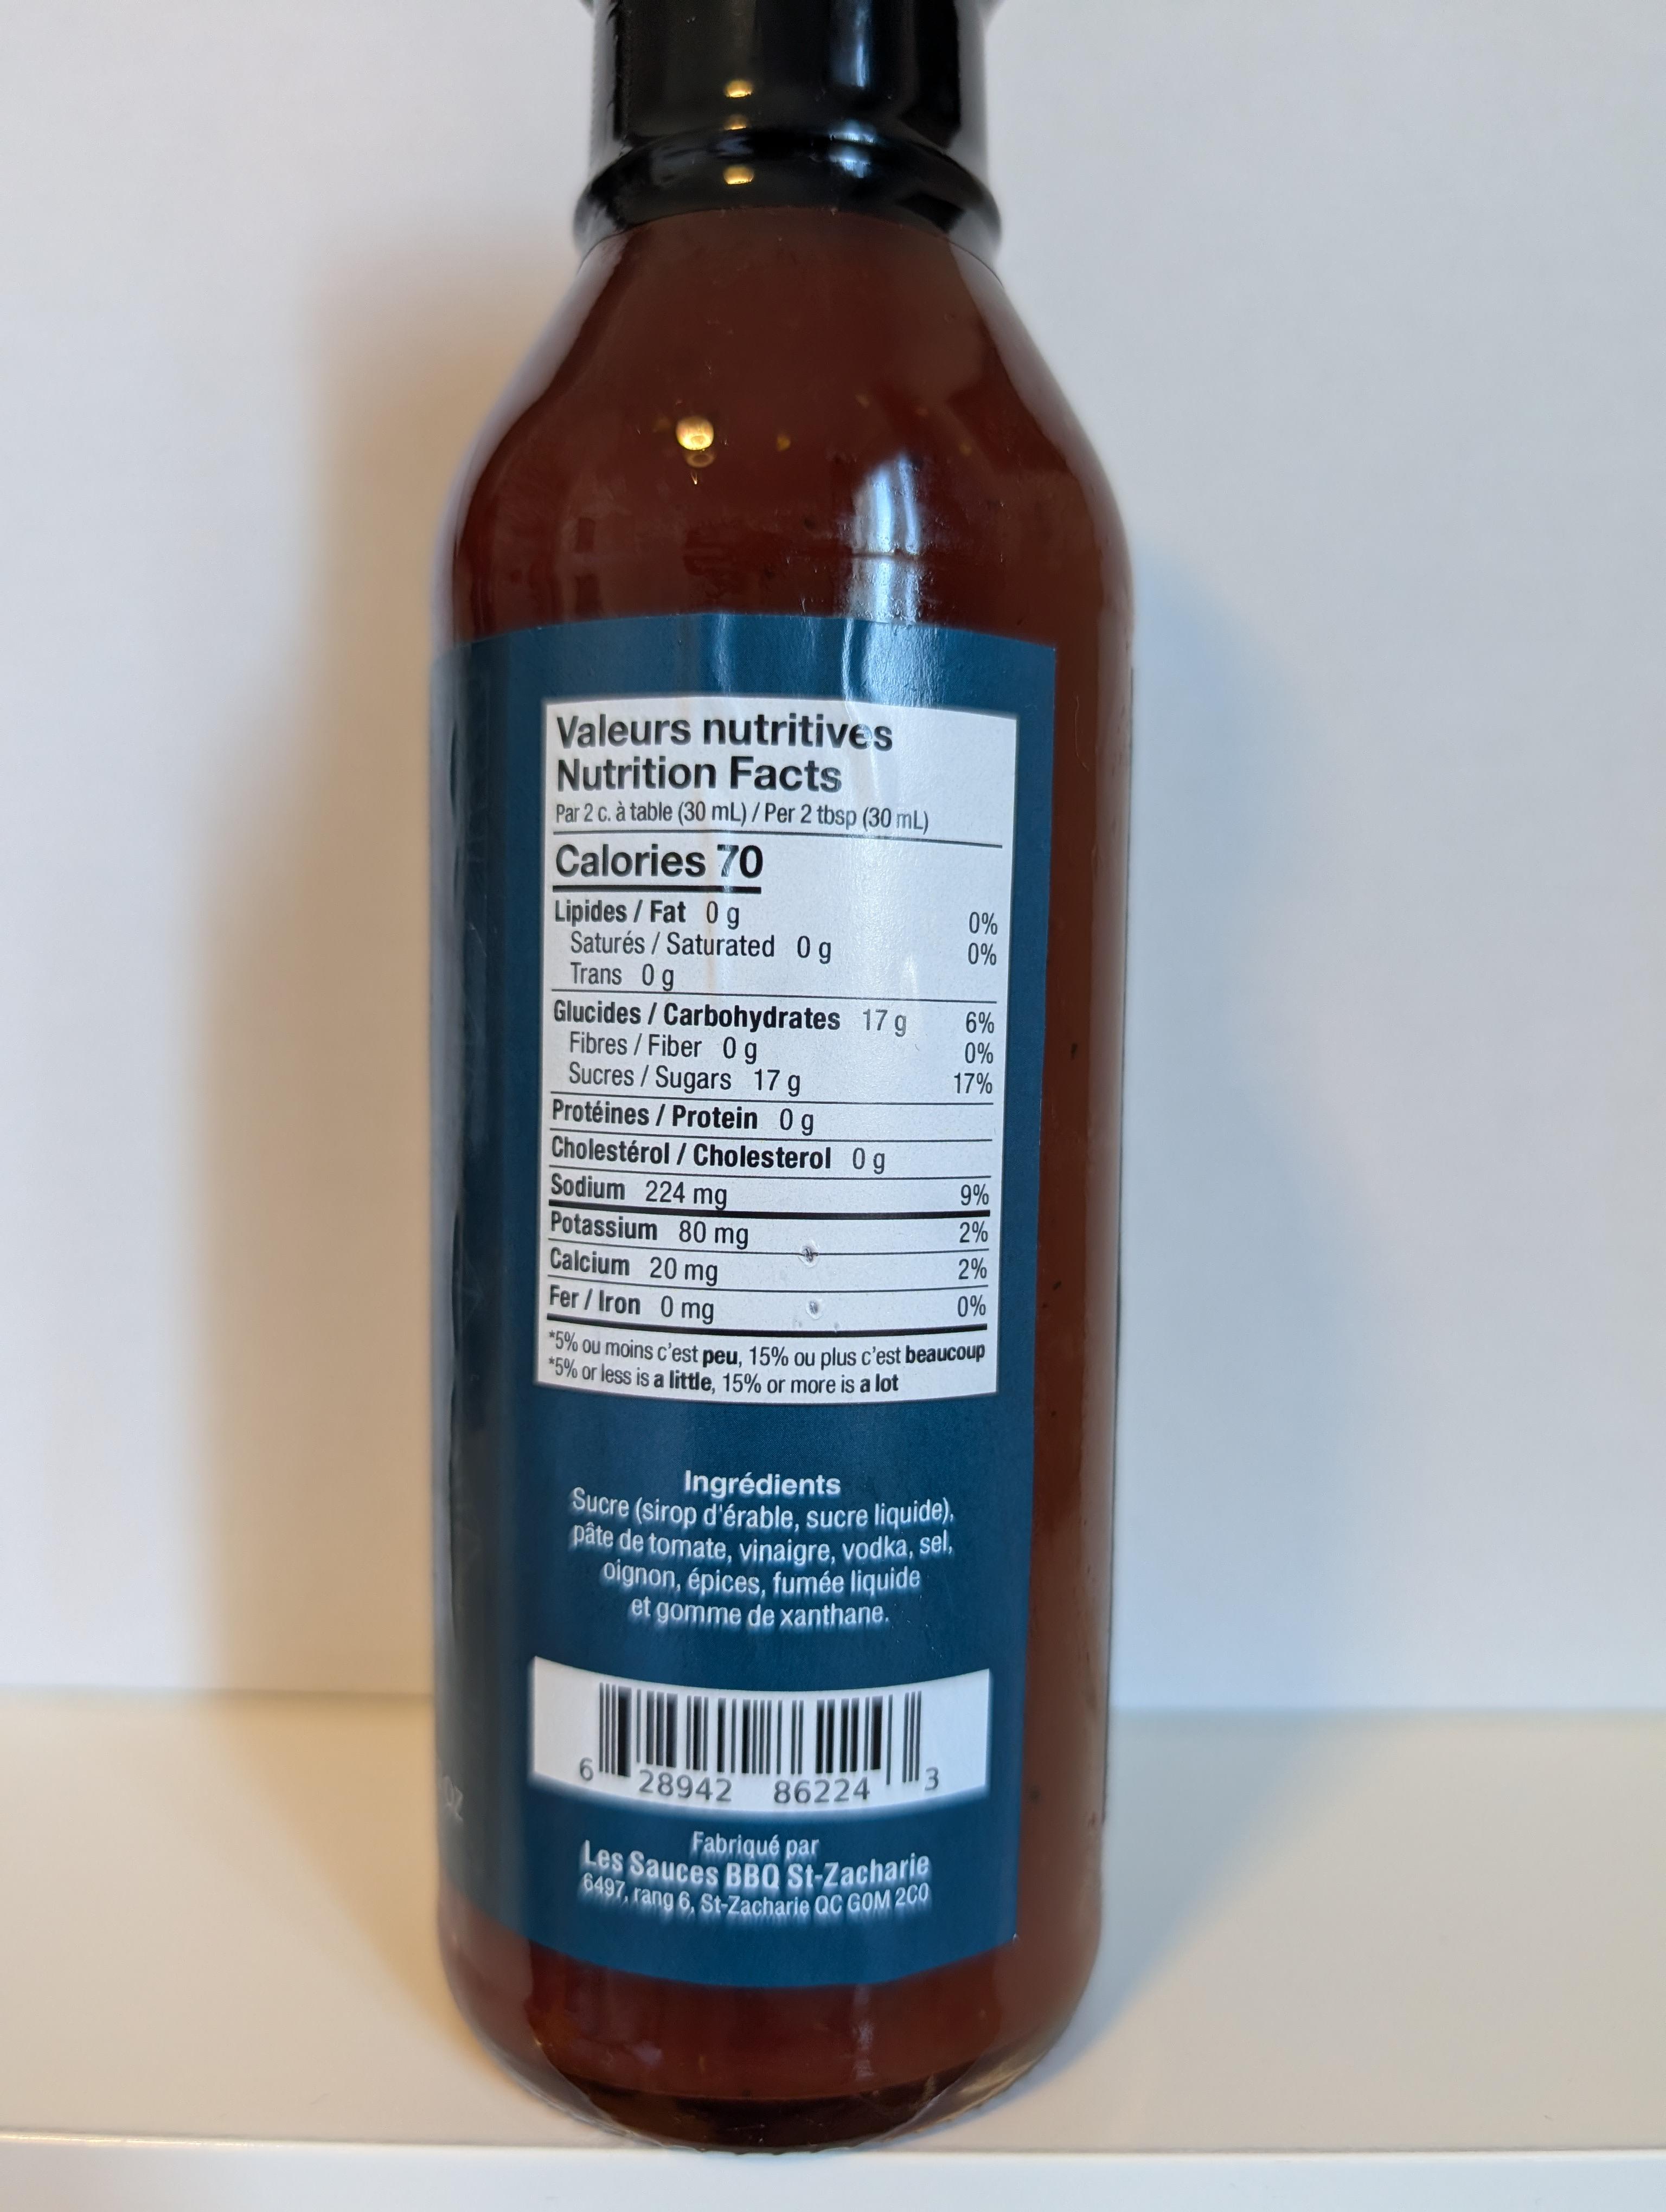 Valeurs nutritives
Nutrition Facts
Par 2 c. à table (30 mL) / Per 2 tbsp (30 mL)
Calories 70
Lipides / Fat 0 g 0%
Saturés / Saturated 0 g 0%
Trans 0 g
Glucides / Carbohydrates 17 g 6%
Fibres / Fiber 0 g 0%
Sucres / Sugars 17 g 17%
Protéines / Protein 0 g
Cholestérol / Cholesterol 0 g
Sodium 224 mg 9%
Potassium 80 mg 2%
Calcium 20 mg 2%
Fer / Iron 0 mg 0%
*5% ou moins c'est peu, 15% ou plus c'est beaucoup
*5% or less is a little, 15% or more is a lot
Ingrédients
Sucre (sirop d'érable, sucre liquide),
pâte de tomate, vinaigre, vodka, sel,
oignon, épices, fumée liquide
et gomme de xanthane.
6 28942 86224 3
oz
Fabriqué par
Les Sauces BBQ St-Zacharie
6497, rang 6, St-Zacharie QC G0M 2C0